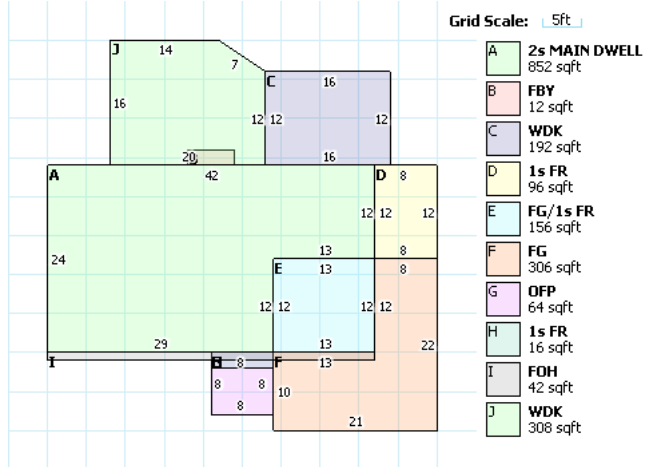 Grid Scale: 5ft
J 14
7
C 16
A 2s MAIN DWELL
852 sqft
16
12 12 12
B FBY
12 sqft
C WDK
192 sqft
20 16
A 42 D 8
D 1s FR
96 sqft
12 12 12
E FG/1s FR
156 sqft
24
13 8
E 13 8
F FG
306 sqft
12 12 12 12
G OFP
64 sqft
29 13 22
H 1s FR
16 sqft
I 8 F 13
I FOH
42 sqft
8 8 10
8
21
J WDK
308 sqft